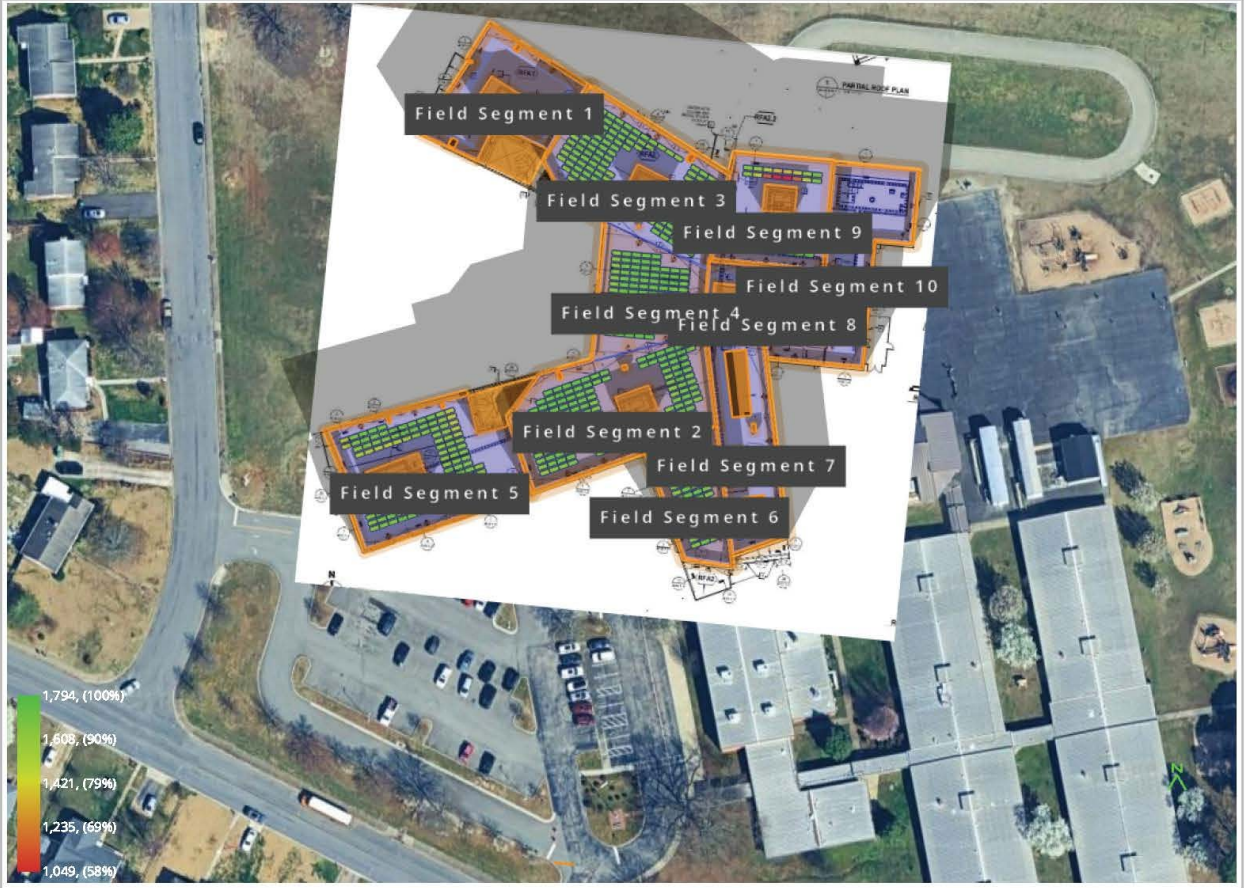 PARTIAL ROOF PLAN
Field Segment 1
Field Segment 3
Field Segment 9
Field Segment 10
Field Segment 4
Field Segment 8
Field Segment 2
Field Segment 7
Field Segment 5
Field Segment 6
N
1,794, (100%)
1,608, (90%)
1,421, (79%)
1,235, (69%)
1,049, (58%)
N